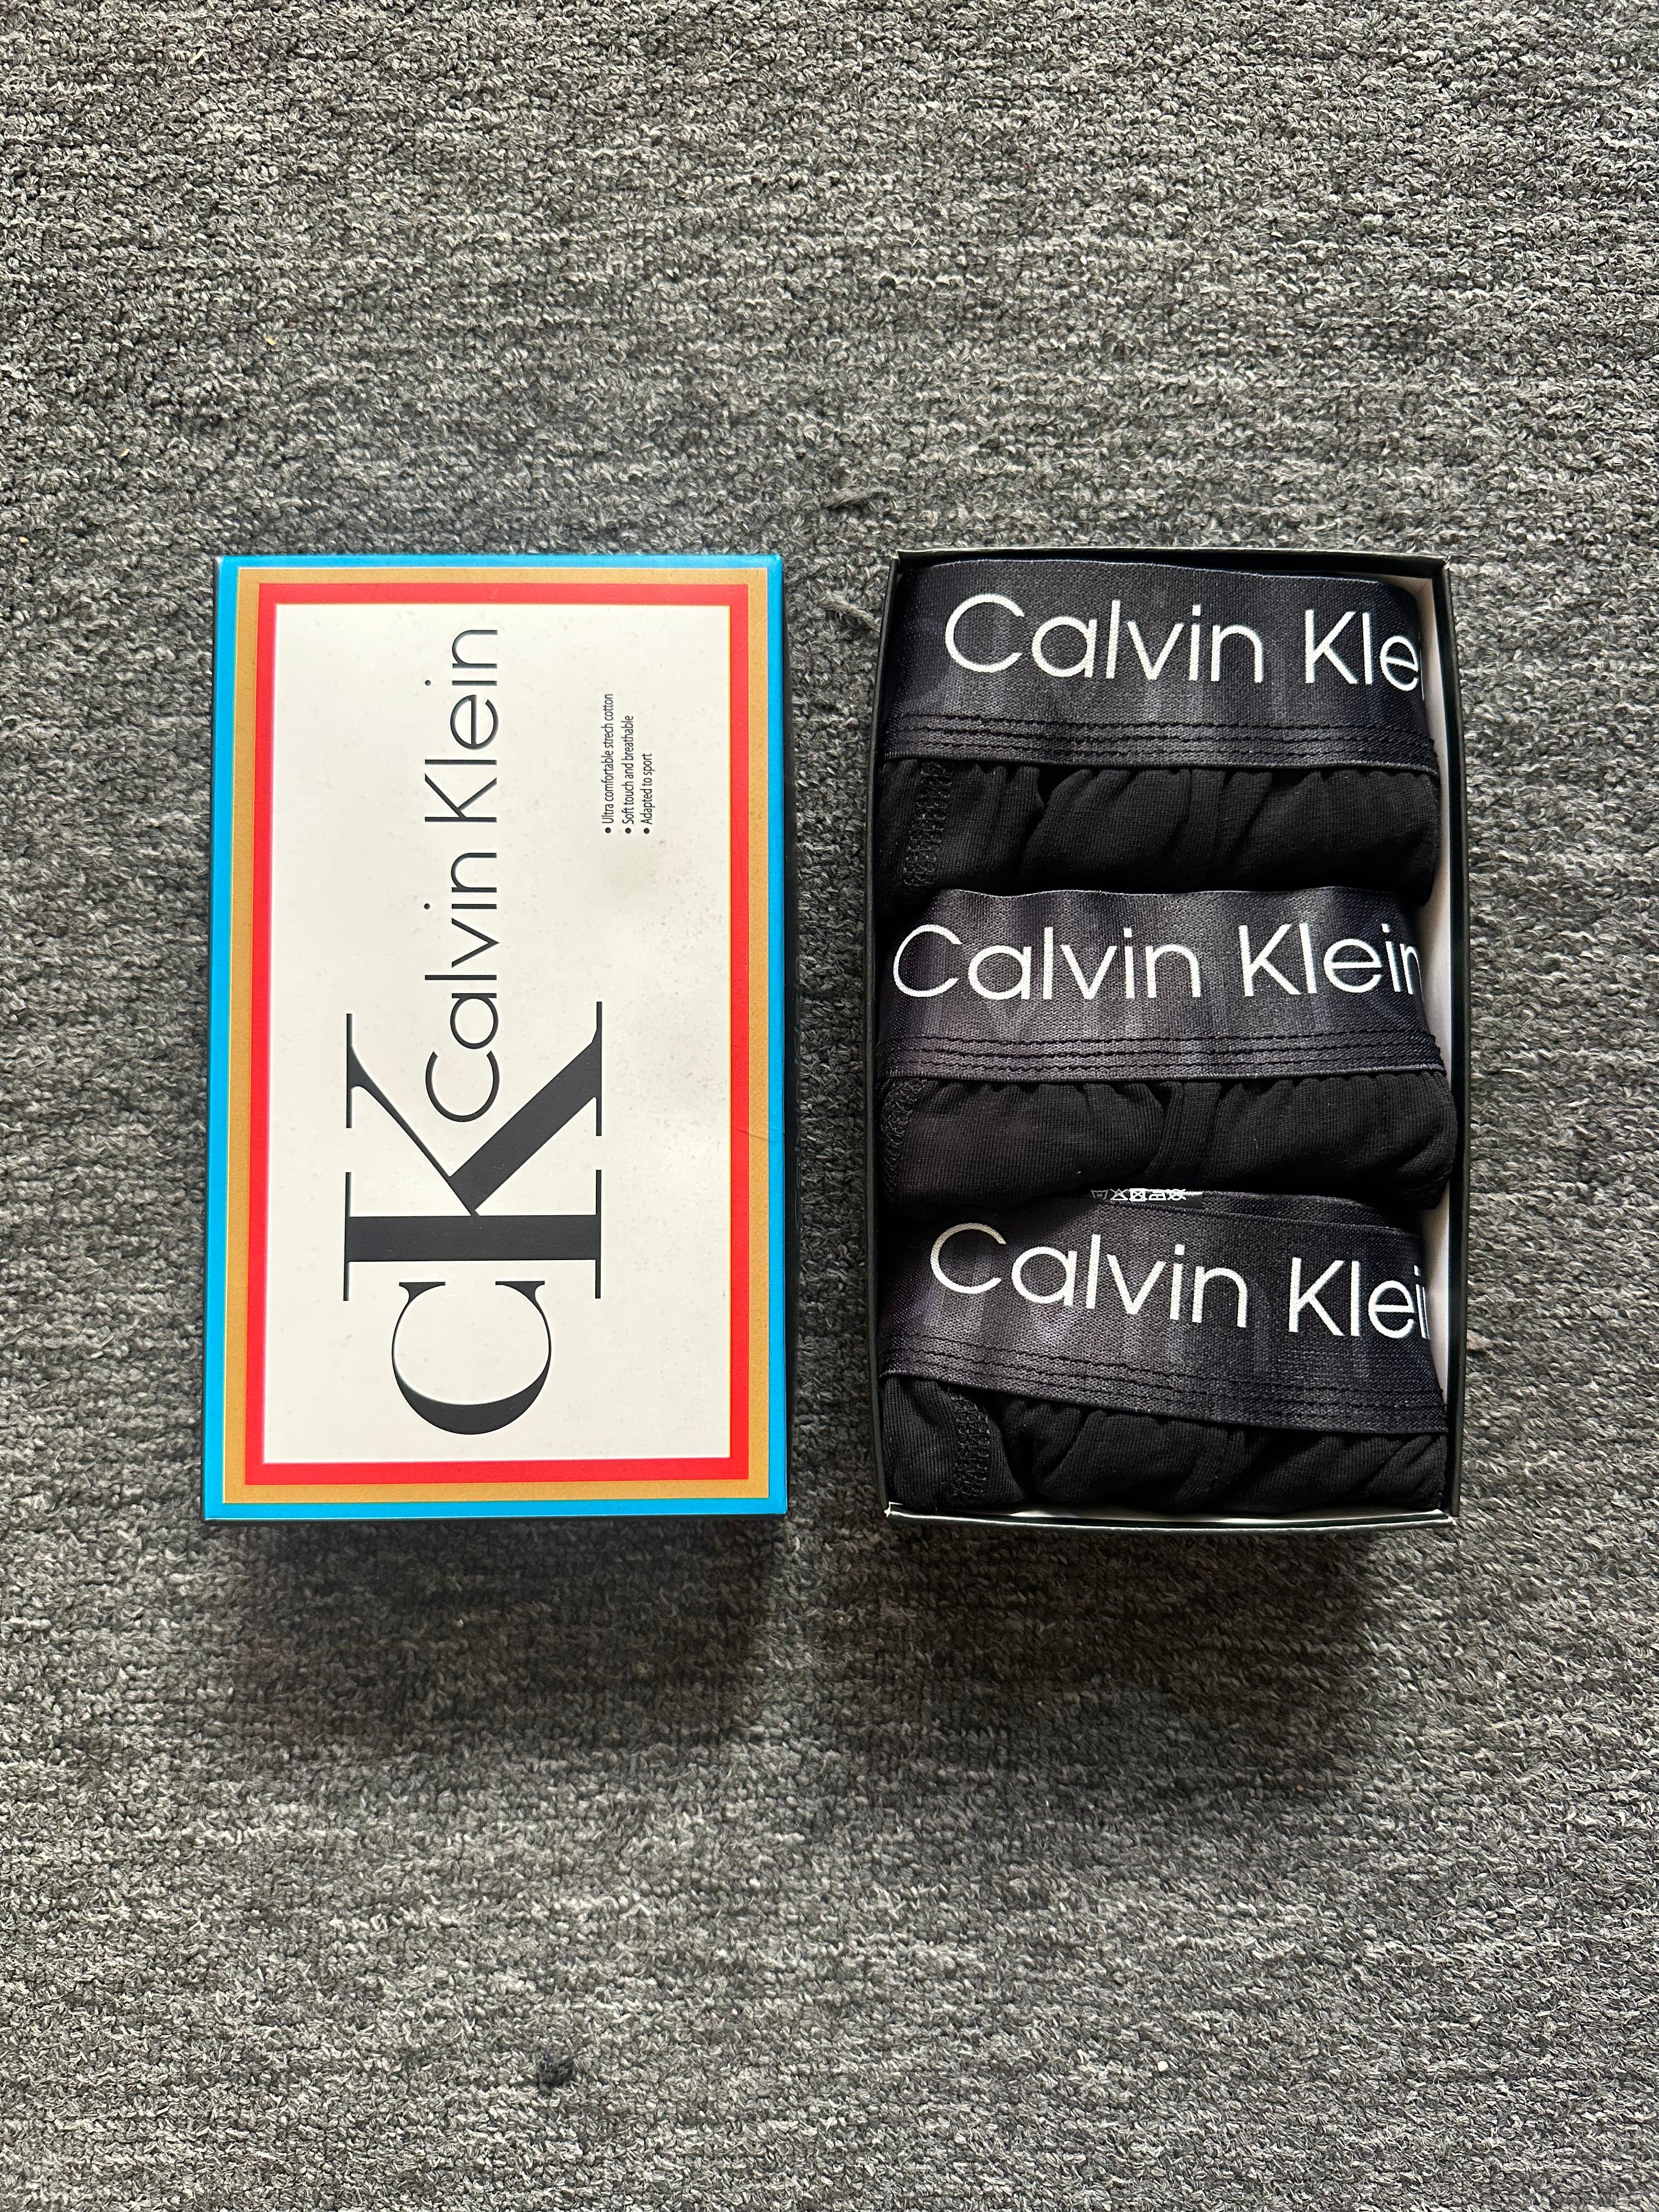 CK Calvin Klein
• Ultra comfortable strech cotton
• Soft touch and breathable
• Adapted to sport
Calvin Kle
Calvin Klein
Calvin Klei